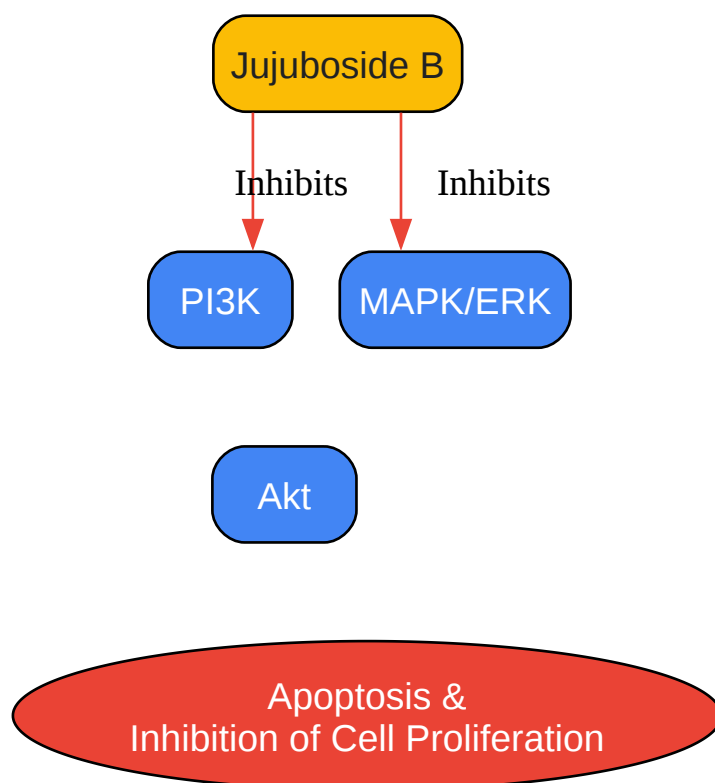 Jujuboside B
Inhibits
Inhibits
PI3K
MAPK/ERK
Akt
Apoptosis &
Inhibition of Cell Proliferation